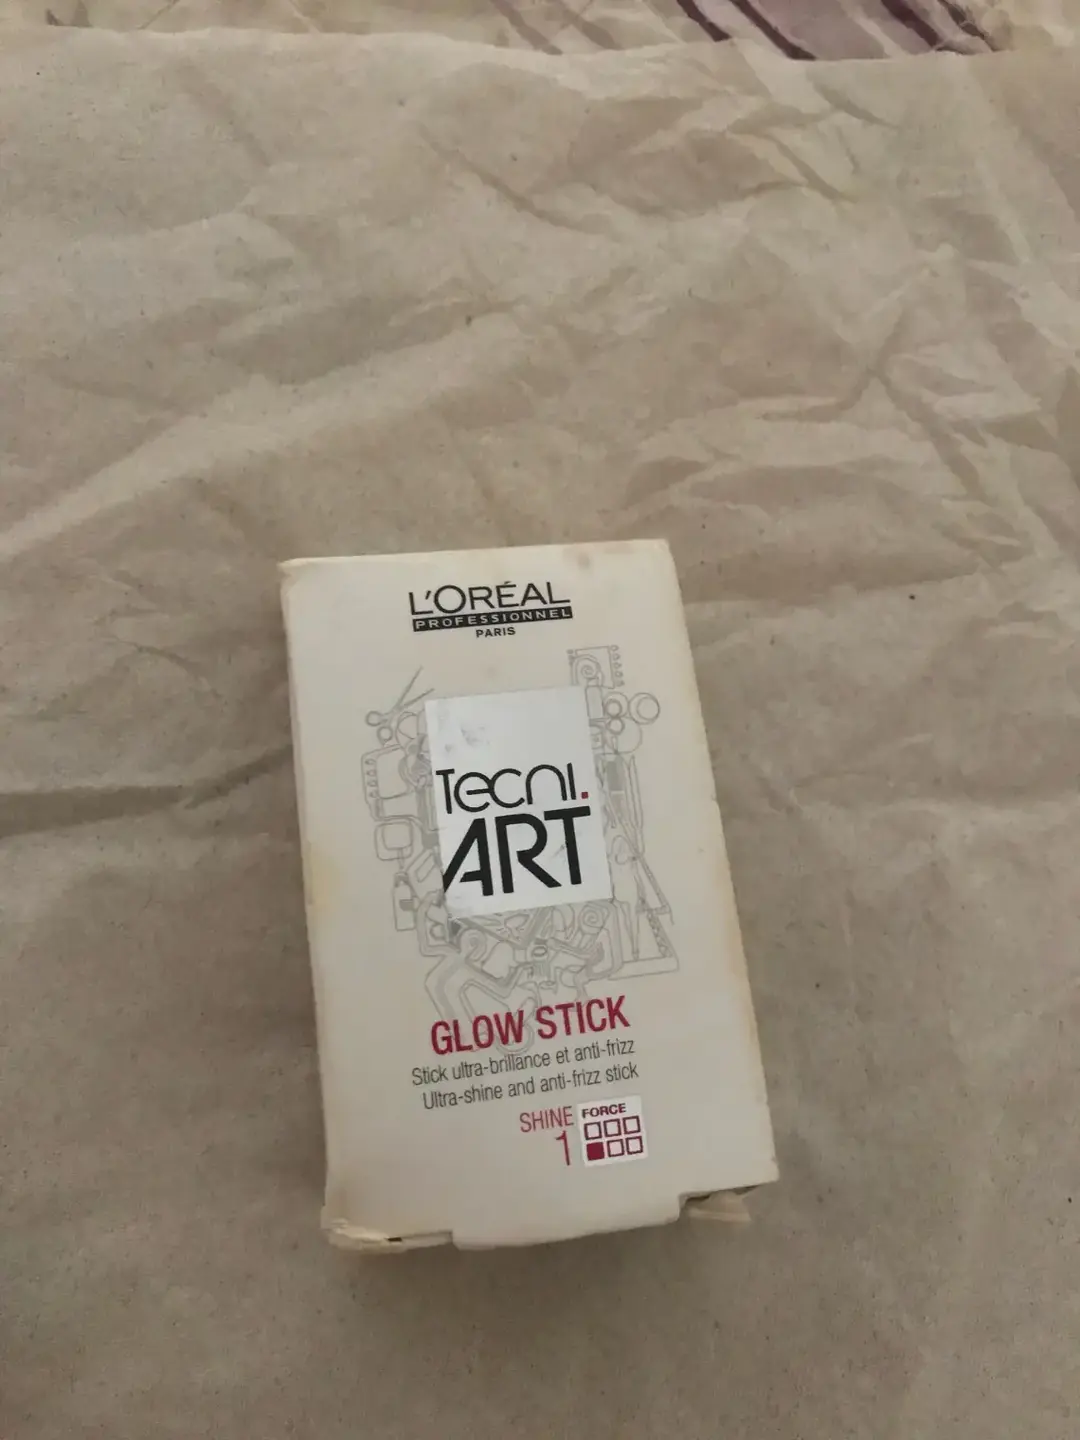 L'ORÉAL
PROFESSIONNEL
PARIS
Tecni.
ART
GLOW STICK
Stick ultra-brillance et anti-frizz
Ultra-shine and anti-frizz stick
SHINE FORCE
1